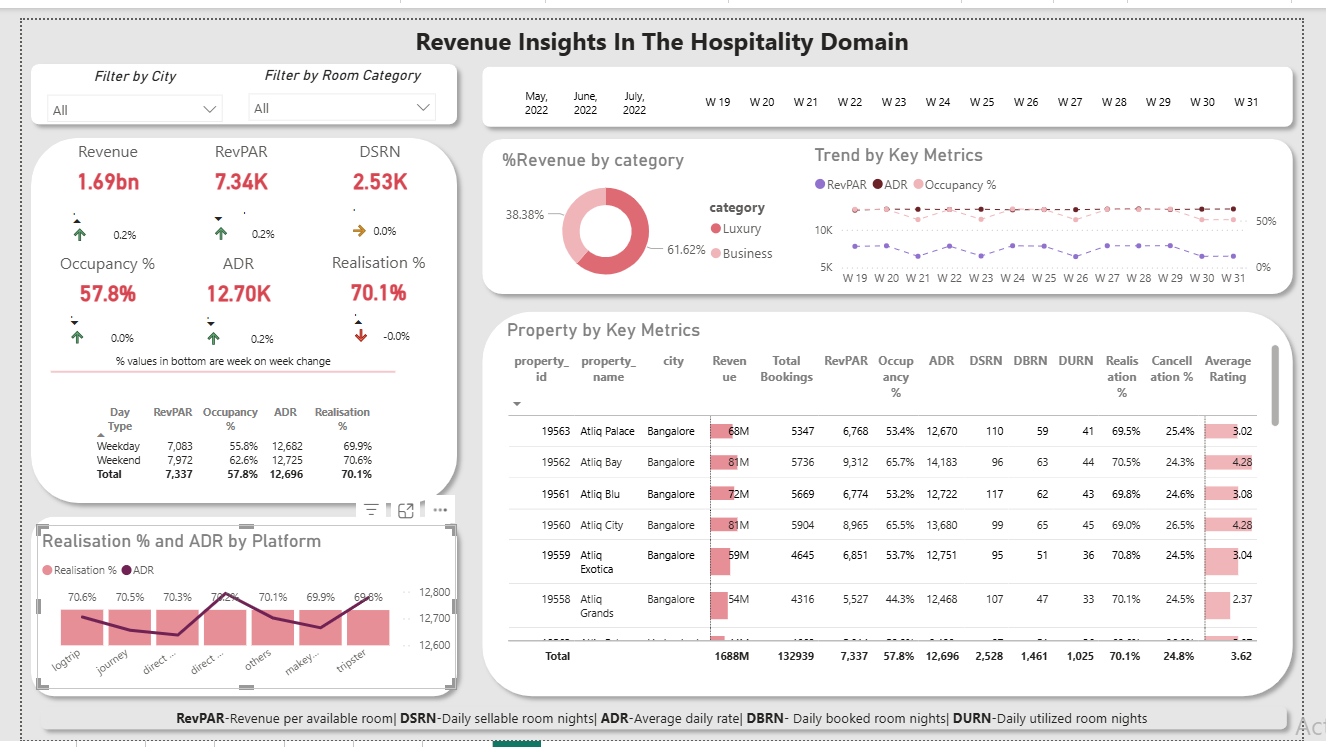 Revenue Insights In The Hospitality Domain
Filter by City
Filter by Room Category
All
All
May, 2022 June, 2022 July, 2022 W 19 W 20 W 21 W 22 W 23 W 24 W 25 W 26 W 27 W 28 W 29 W 30 W 31
Revenue RevPAR DSRN
1.69bn 7.34K 2.53K
0.2% 0.2% 0.0%
Occupancy % ADR Realisation %
57.8% 12.70K 70.1%
0.0% 0.2% -0.0%
% values in bottom are week on week change
Day Type RevPAR Occupancy % ADR Realisation %
Weekday 7,083 55.8% 12,682 69.9%
Weekend 7,972 62.6% 12,725 70.6%
Total 7,337 57.8% 12,696 70.1%
%Revenue by category
38.38%
61.62%
category
Luxury
Business
Trend by Key Metrics
RevPAR ADR Occupancy %
10K 50%
5K 0%
W 19 W 20 W 21 W 22 W 23 W 24 W 25 W 26 W 27 W 28 W 29 W 30 W 31
Property by Key Metrics
property_id property_name city Revenue Total Bookings RevPAR Occupancy % ADR DSRN DBRN DURN Realisation % Cancellation % Average Rating
19563 Atliq Palace Bangalore 68M 5347 6,768 53.4% 12,670 110 59 41 69.5% 25.4% 3.02
19562 Atliq Bay Bangalore 81M 5736 9,312 65.7% 14,183 96 63 44 70.5% 24.3% 4.28
19561 Atliq Blu Bangalore 72M 5669 6,774 53.2% 12,722 117 62 43 69.8% 24.6% 3.08
19560 Atliq City Bangalore 81M 5904 8,965 65.5% 13,680 99 65 45 69.0% 26.5% 4.28
19559 Atliq Exotica Bangalore 59M 4645 6,851 53.7% 12,751 95 51 36 70.8% 24.5% 3.04
19558 Atliq Grands Bangalore 54M 4316 5,527 44.3% 12,468 107 47 33 70.1% 24.5% 2.37
Total 1688M 132939 7,337 57.8% 12,696 2,528 1,461 1,025 70.1% 24.8% 3.62
Realisation % and ADR by Platform
Realisation % ADR
70.6% 70.5% 70.3% 70.2% 70.1% 69.9% 69.8%
12,800
12,700
12,600
logtrip journey direct ... direct ... others makey... tripster
RevPAR-Revenue per available room| DSRN-Daily sellable room nights| ADR-Average daily rate| DBRN- Daily booked room nights| DURN-Daily utilized room nights